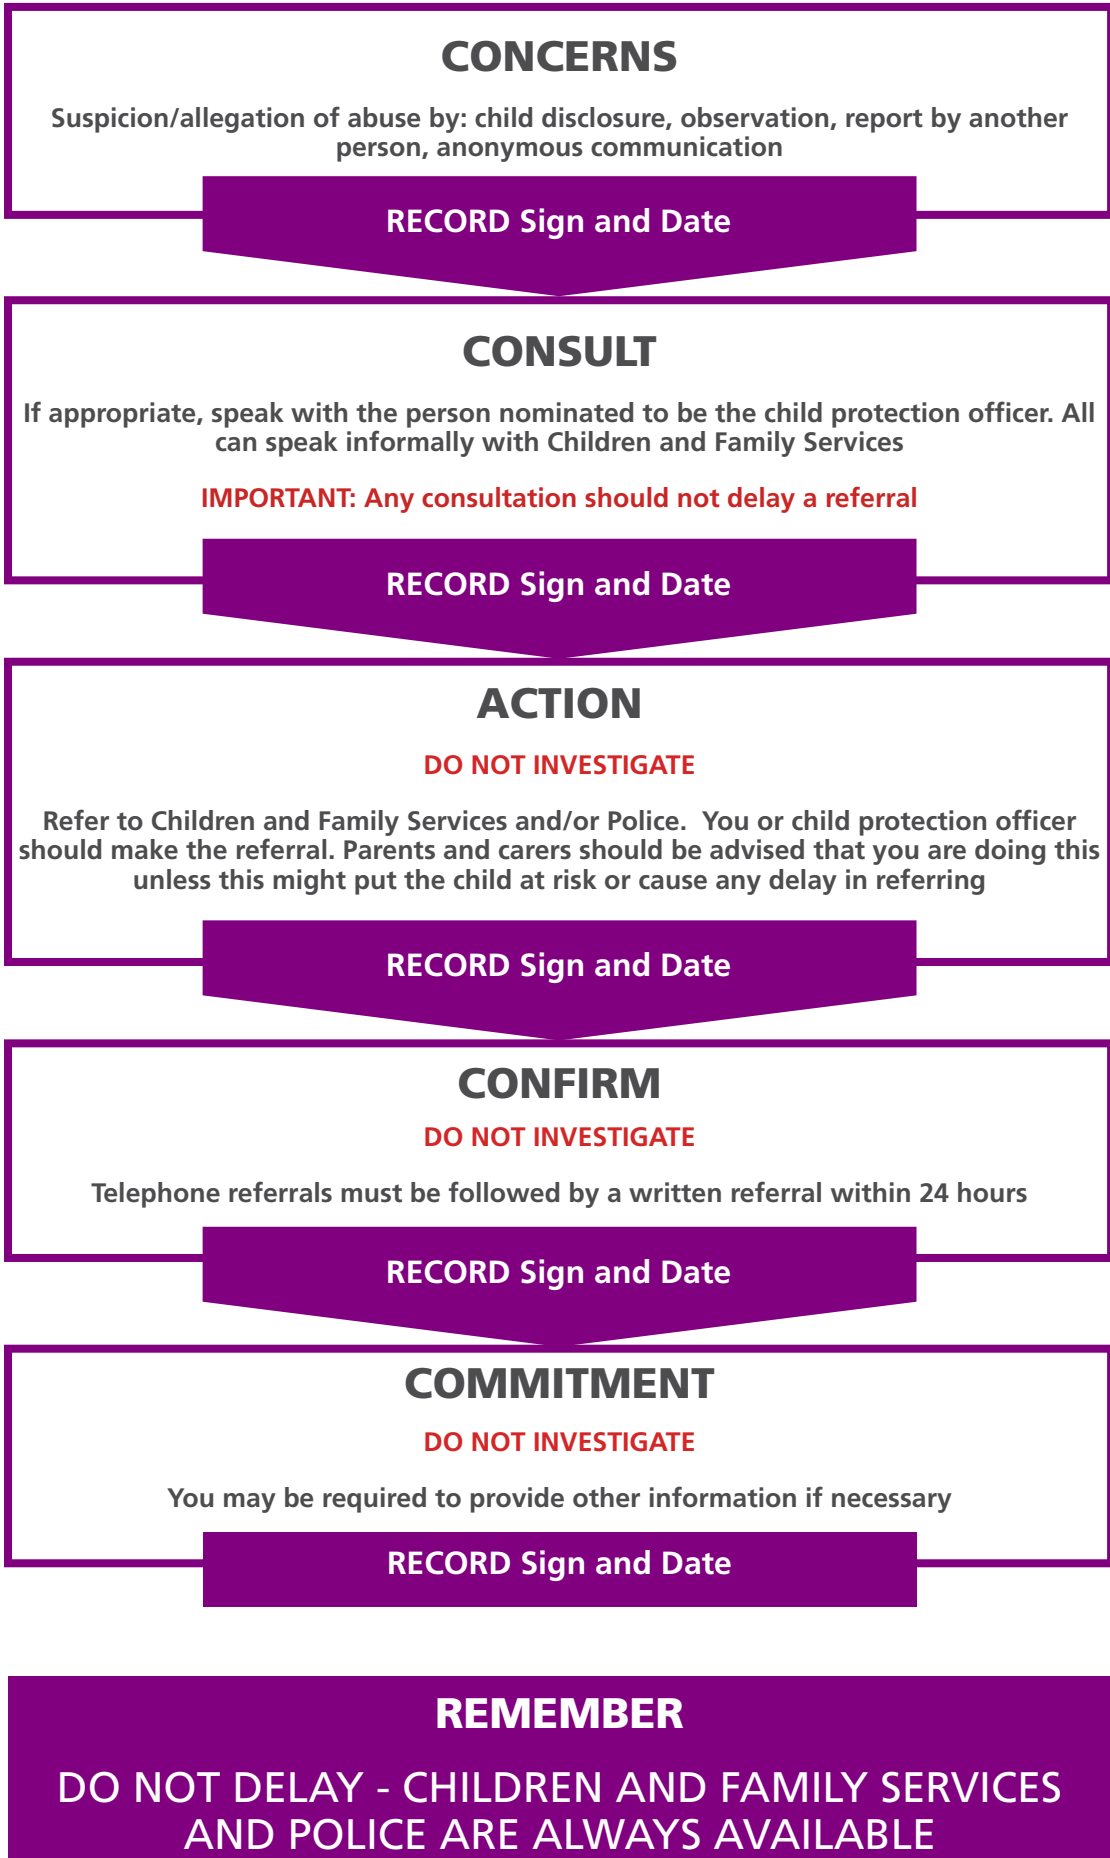 CONCERNS
Suspicion/allegation of abuse by: child disclosure, observation, report by another
person, anonymous communication
RECORD Sign and Date
CONSULT
If appropriate, speak with the person nominated to be the child protection officer. All
can speak informally with Children and Family Services
IMPORTANT: Any consultation should not delay a referral
RECORD Sign and Date
ACTION
DO NOT INVESTIGATE
Refer to Children and Family Services and/or Police.  You or child protection officer
should make the referral. Parents and carers should be advised that you are doing this
unless this might put the child at risk or cause any delay in referring
RECORD Sign and Date
CONFIRM
DO NOT INVESTIGATE
Telephone referrals must be followed by a written referral within 24 hours
RECORD Sign and Date
COMMITMENT
DO NOT INVESTIGATE
You may be required to provide other information if necessary
RECORD Sign and Date
REMEMBER
DO NOT DELAY - CHILDREN AND FAMILY SERVICES
AND POLICE ARE ALWAYS AVAILABLE